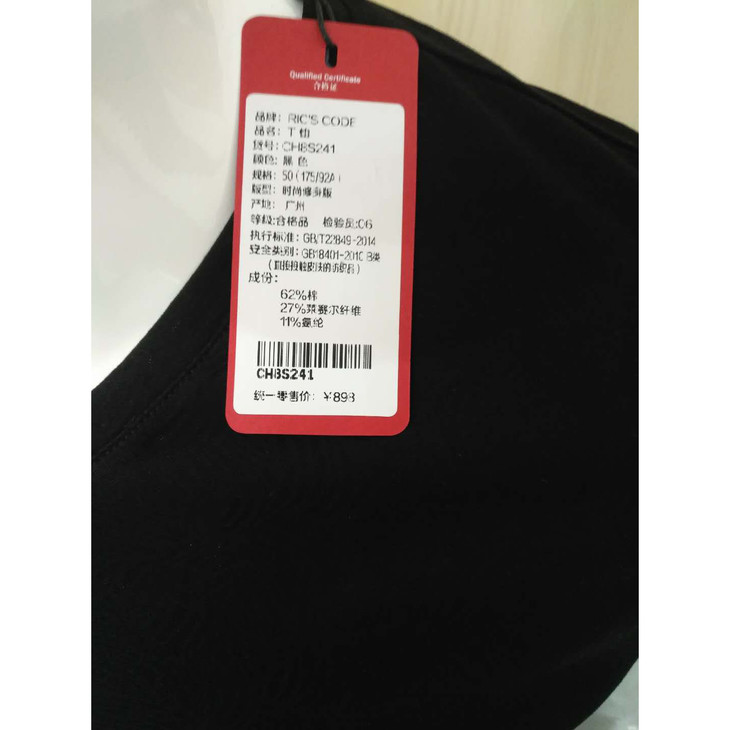 Qualified Certificate
合格证
品牌: RIC'S CODE
品名: T恤
货号: CH8S241
颜色: 黑色
规格: 50(175/92A)
版型: 时尚修身版
产地: 广州
等级:合格品 检验员:06
执行标准: GB/T22849-2014
安全类别: GB18401-2010 B类
(直接接触皮肤的纺织品)
成份:
62%棉
27%莱赛尔纤维
11%氨纶
CH8S241
统一零售价: ¥898